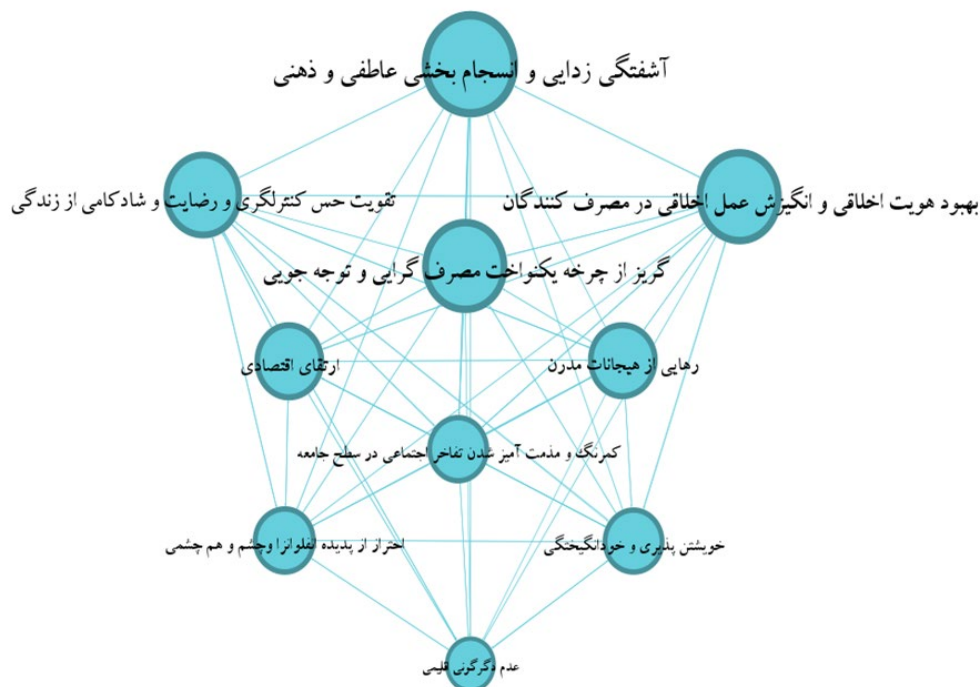 آشفتگی زدایی و انسجام بخشی عاطفی و ذهنی
بهبود هویت اخلاقی و انگیزش عمل اخلاقی در مصرف کنندگان
تقویت حس کنترلگری و رضایت و شادکامی از زندگی
گریز از چرخه یکنواخت مصرف گرایی و توجه جویی
رهایی از هیجانات مدرن
ارتقای اقتصادی
کمرنگ و مذمت آمیز شدن تفاخر اجتماعی در سطح جامعه
خویشتن پذیری و خودانگیختگی
احتراز از پدیده انفلوانزا وچشم و هم چشمی
عدم دگرگونی قلیمی